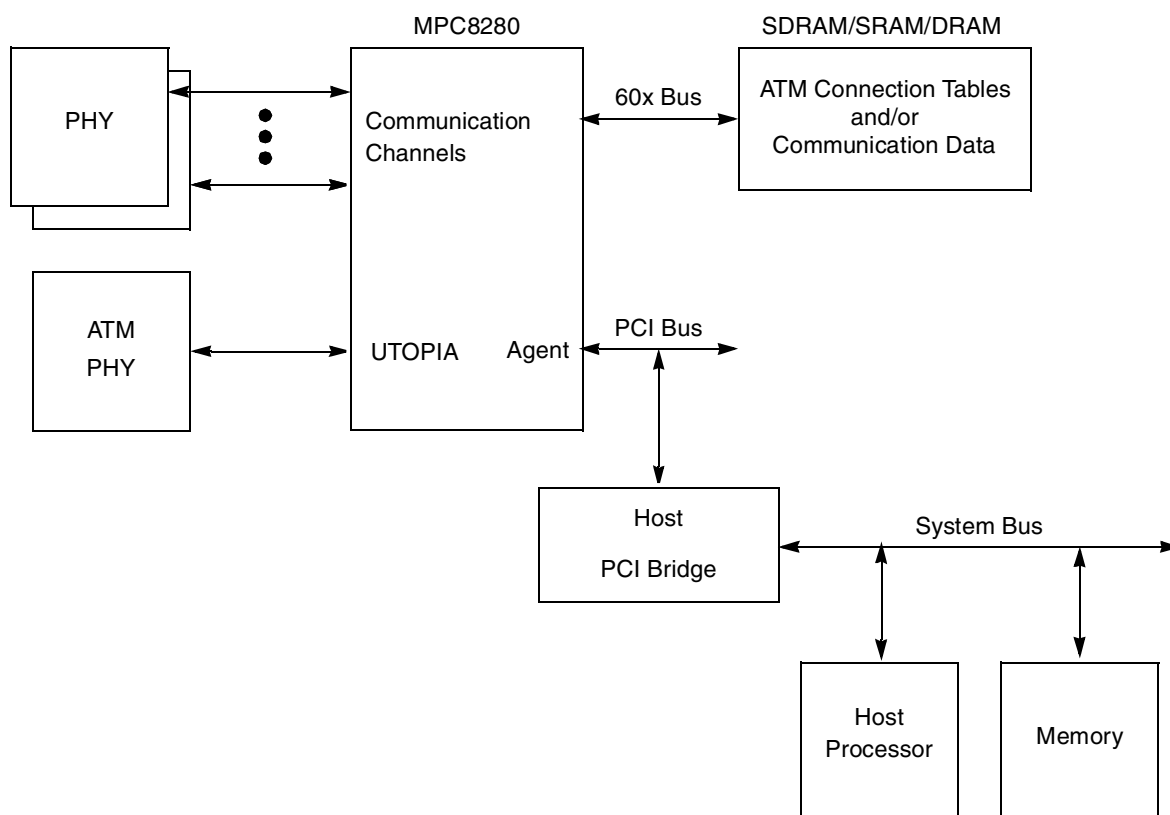 MPC8280
SDRAM/SRAM/DRAM
PHY
Communication
Channels
60x Bus
ATM Connection Tables
and/or
Communication Data
ATM
PHY
UTOPIA
Agent
PCI Bus
Host
PCI Bridge
System Bus
Host
Processor
Memory